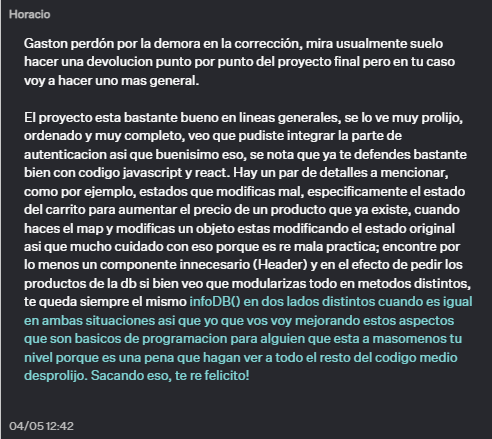 Horacio
Gaston perdón por la demora en la corrección, mira usualmente suelo
hacer una devolucion punto por punto del proyecto final pero en tu caso
voy a hacer uno mas general.
El proyecto esta bastante bueno en lineas generales, se lo ve muy prolijo,
ordenado y muy completo, veo que pudiste integrar la parte de
autenticacion asi que buenisimo eso, se nota que ya te defendes bastante
bien con codigo javascript y react. Hay un par de detalles a mencionar,
como por ejemplo, estados que modificas mal, especificamente el estado
del carrito para aumentar el precio de un producto que ya existe, cuando
haces el map y modificas un objeto estas modificando el estado original
asi que mucho cuidado con eso porque es re mala practica; encontre por
lo menos un componente innecesario (Header) y en el efecto de pedir los
productos de la db si bien veo que modularizas todo en metodos distintos,
te queda siempre el mismo infoDB() en dos lados distintos cuando es igual
en ambas situaciones asi que yo que vos voy mejorando estos aspectos
que son basicos de programacion para alguien que esta a masomenos tu
nivel porque es una pena que hagan ver a todo el resto del codigo medio
desprolijo. Sacando eso, te re felicito!
04/05 12:42